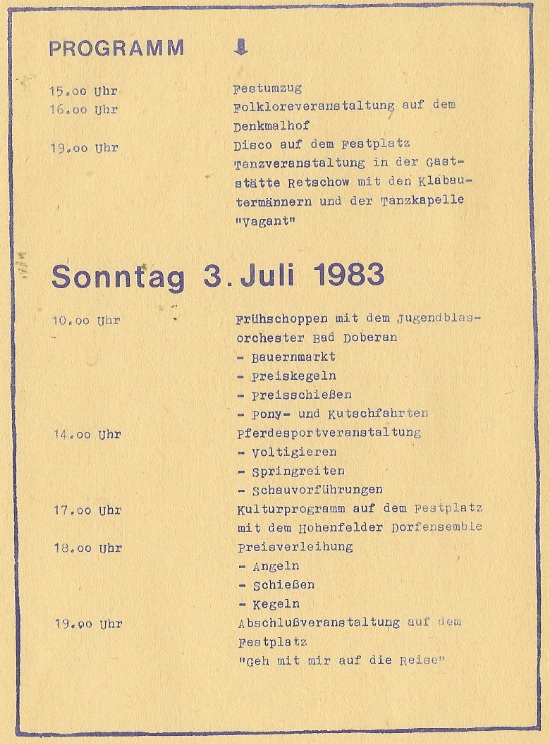 PROGRAMM
15.oo Uhr Festumzug
16.oo Uhr Folkloreveranstaltung auf dem
Denkmalhof
19.oo Uhr Disco auf dem Festplatz
Tanzveranstaltung in der Gast-
stätte Retschow mit den Klabau-
termännern und der Tanzkapelle
"Vagant"
Sonntag 3. Juli 1983
10.oo Uhr Frühschoppen mit dem Jugendblas-
orchester Bad Doberan
- Bauernmarkt
- Preiskegeln
- Preisschießen
- Pony- und Kutschfahrten
14.oo Uhr Pferdesportveranstaltung
- Voltigieren
- Springreiten
- Schauvorführungen
17.oo Uhr Kulturprogramm auf dem Festplatz
mit dem Hohenfelder Dorfensemble
18.oo Uhr Preisverleihung
- Angeln
- Schießen
- Kegeln
19.oo Uhr Abschlußveranstaltung auf dem
Festplatz
"Geh mit mir auf die Reise"